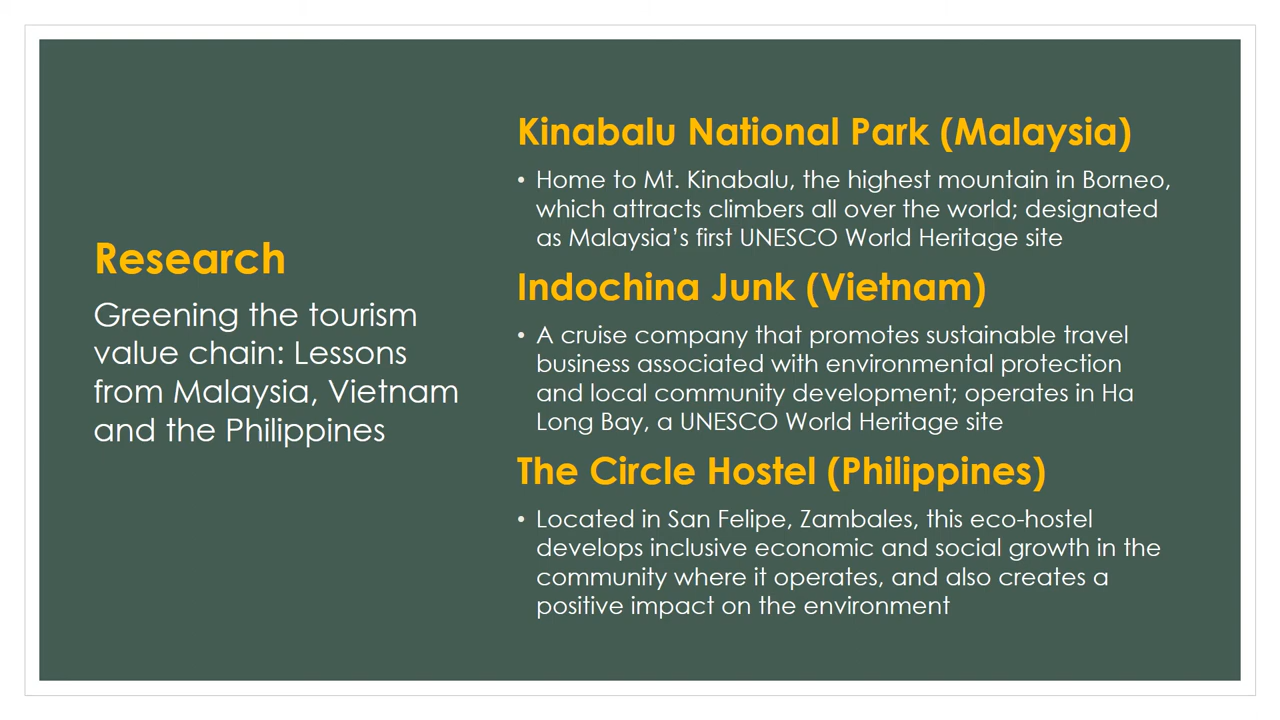 Research
Greening the tourism
value chain: Lessons
from Malaysia, Vietnam
and the Philippines
Kinabalu National Park (Malaysia)
• Home to Mt. Kinabalu, the highest mountain in Borneo,
which attracts climbers all over the world; designated
as Malaysia’s first UNESCO World Heritage site
Indochina Junk (Vietnam)
• A cruise company that promotes sustainable travel
business associated with environmental protection
and local community development; operates in Ha
Long Bay, a UNESCO World Heritage site
The Circle Hostel (Philippines)
• Located in San Felipe, Zambales, this eco-hostel
develops inclusive economic and social growth in the
community where it operates, and also creates a
positive impact on the environment